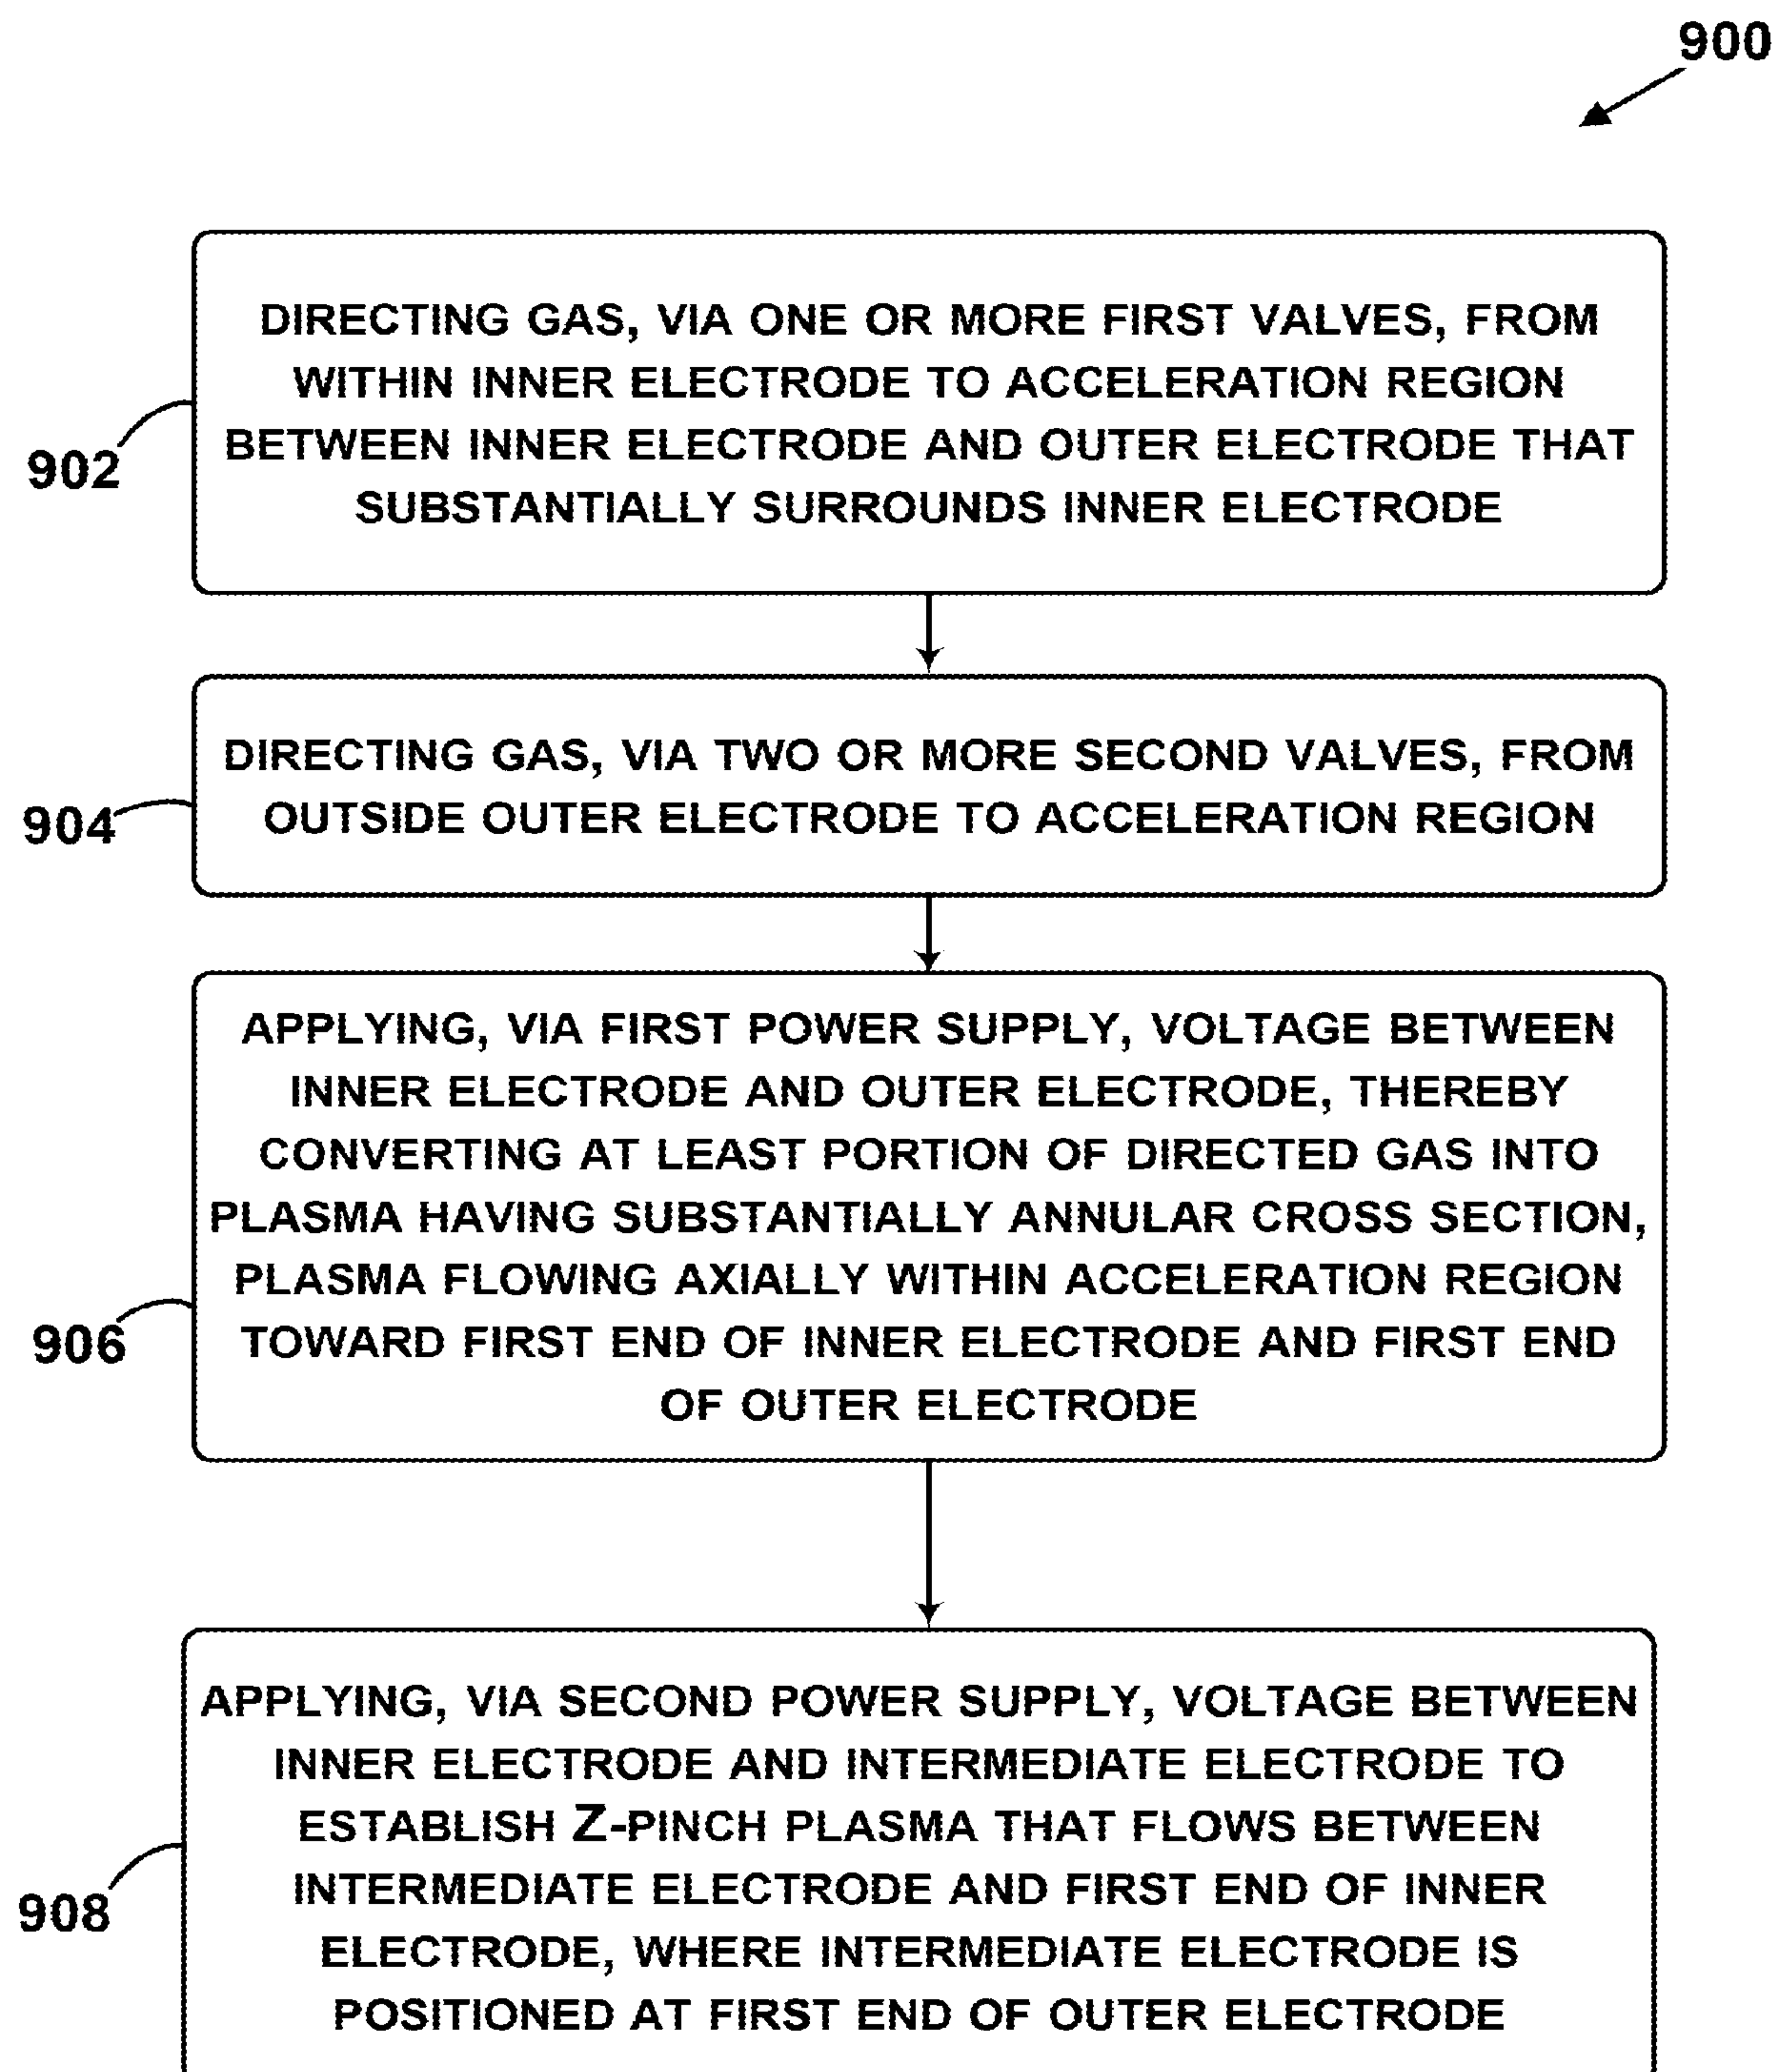 900
DIRECTING GAS, VIA ONE OR MORE FIRST VALVES, FROM
WITHIN INNER ELECTRODE TO ACCELERATION REGION
BETWEEN INNER ELECTRODE AND OUTER ELECTRODE THAT
SUBSTANTIALLY SURROUNDS INNER ELECTRODE
902
DIRECTING GAS, VIA TWO OR MORE SECOND VALVES, FROM
OUTSIDE OUTER ELECTRODE TO ACCELERATION REGION
904
APPLYING, VIA FIRST POWER SUPPLY, VOLTAGE BETWEEN
INNER ELECTRODE AND OUTER ELECTRODE, THEREBY
CONVERTING AT LEAST PORTION OF DIRECTED GAS INTO
PLASMA HAVING SUBSTANTIALLY ANNULAR CROSS SECTION,
PLASMA FLOWING AXIALLY WITHIN ACCELERATION REGION
TOWARD FIRST END OF INNER ELECTRODE AND FIRST END
OF OUTER ELECTRODE
906
APPLYING, VIA SECOND POWER SUPPLY, VOLTAGE BETWEEN
INNER ELECTRODE AND INTERMEDIATE ELECTRODE TO
ESTABLISH Z-PINCH PLASMA THAT FLOWS BETWEEN
INTERMEDIATE ELECTRODE AND FIRST END OF INNER
ELECTRODE, WHERE INTERMEDIATE ELECTRODE IS
POSITIONED AT FIRST END OF OUTER ELECTRODE
908